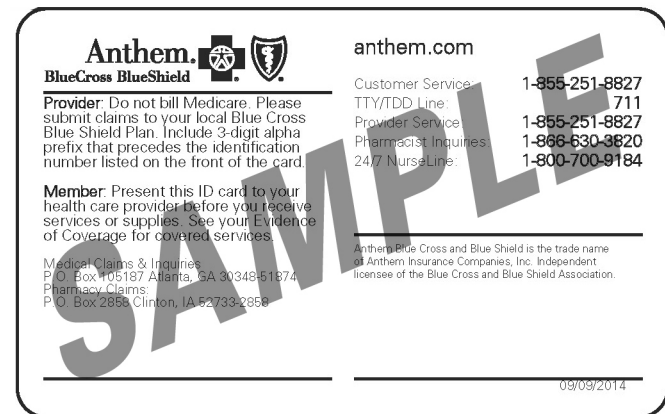 Anthem.
BlueCross BlueShield
Provider: Do not bill Medicare. Please
submit claims to your local Blue Cross
Blue Shield Plan. Include 3-digit alpha
prefix that precedes the identification
number listed on the front of the card.
Member: Present this ID card to your
health care provider before you receive
services or supplies. See your Evidence
of Coverage for covered services.
Medical Claims & Inquiries
P.O. Box 105187 Atlanta, GA 30348-51874
Pharmacy Claims:
P.O. Box 2858 Clinton, IA 52733-2858
anthem.com
Customer Service: 1-855-251-8827
TTY/TDD Line: 711
Provider Service: 1-855-251-8827
Pharmacist Inquiries: 1-866-630-3820
24/7 NurseLine: 1-800-700-9184
Anthem Blue Cross and Blue Shield is the trade name
of Anthem Insurance Companies, Inc. Independent
licensee of the Blue Cross and Blue Shield Association.
09/09/2014
SAMPLE